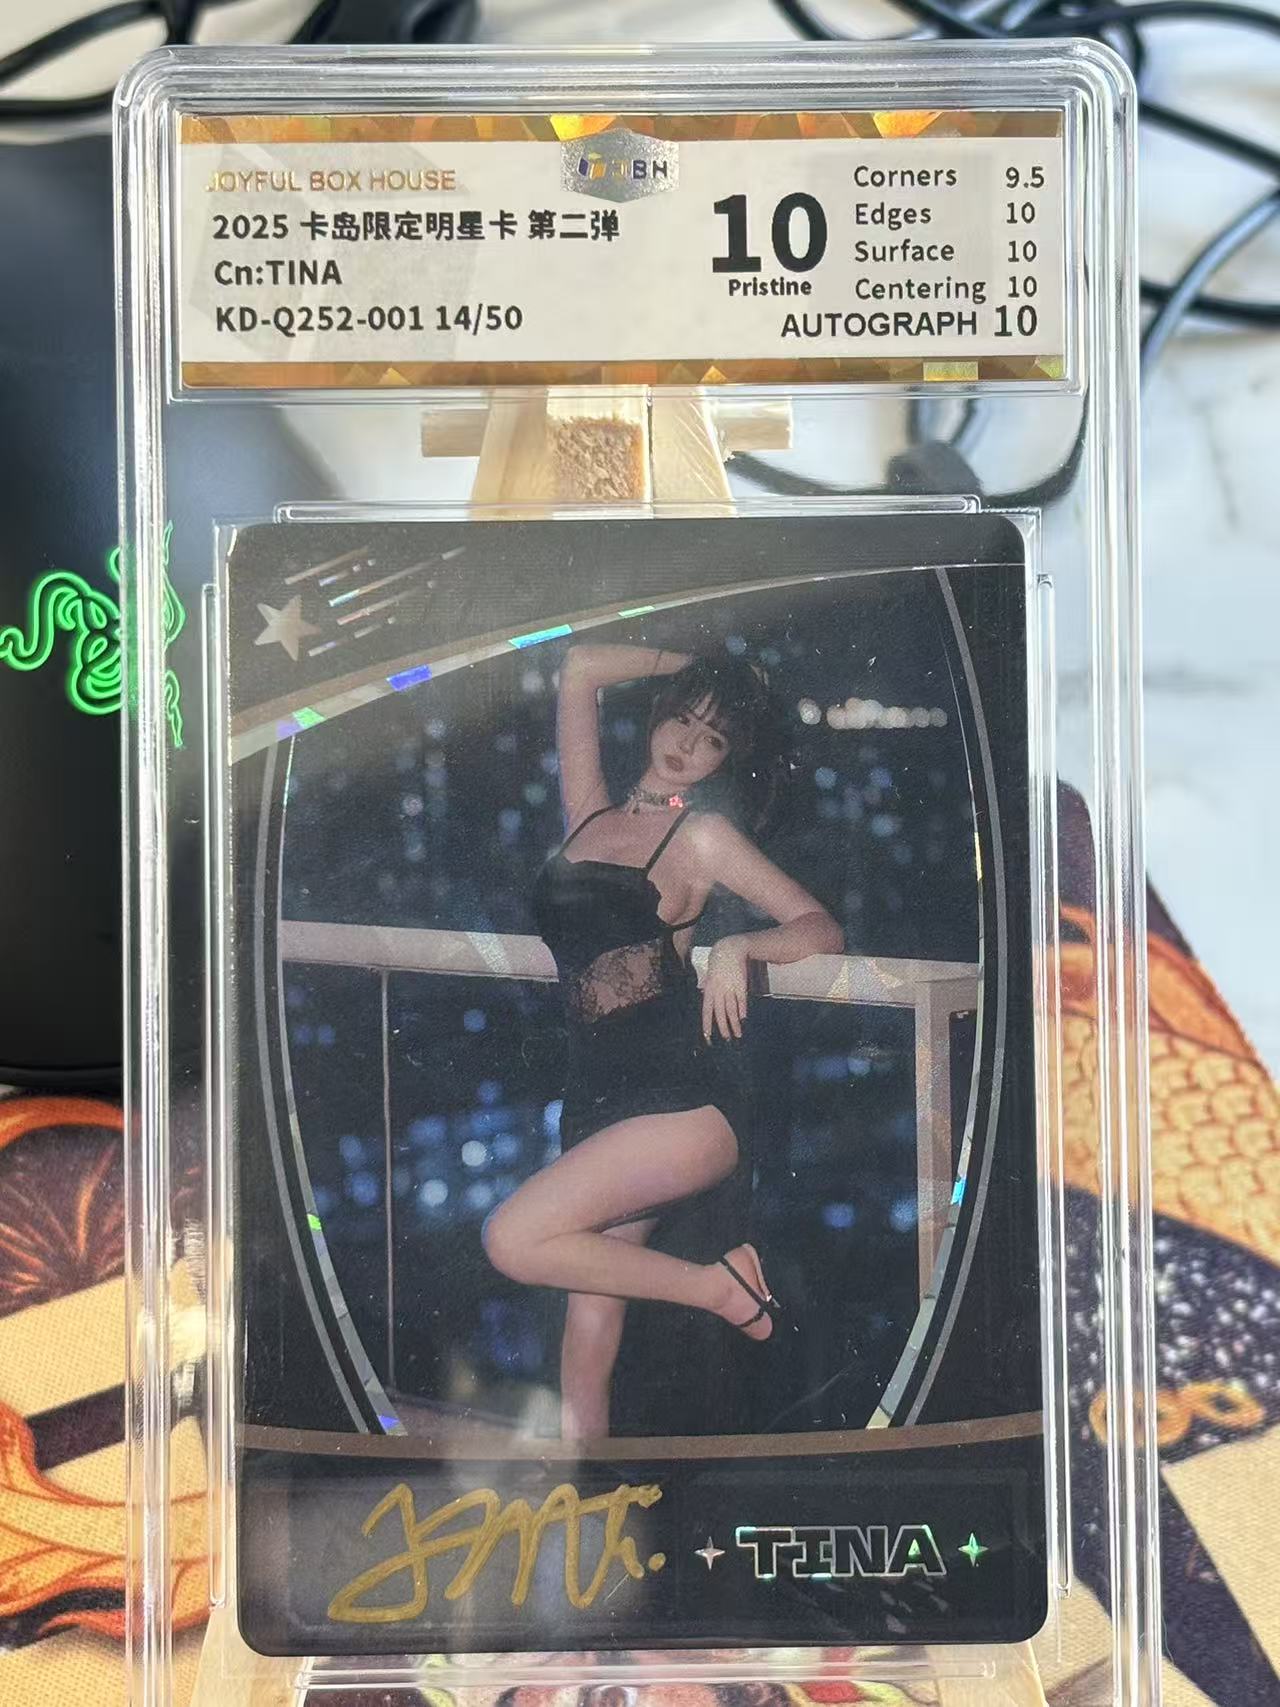 JOYFUL BOX HOUSE
JBH
2025 卡岛限定明星卡 第二弹
Cn:TINA
KD-Q252-001 14/50
10
Pristine
Corners 9.5
Edges 10
Surface 10
Centering 10
AUTOGRAPH 10
TINA